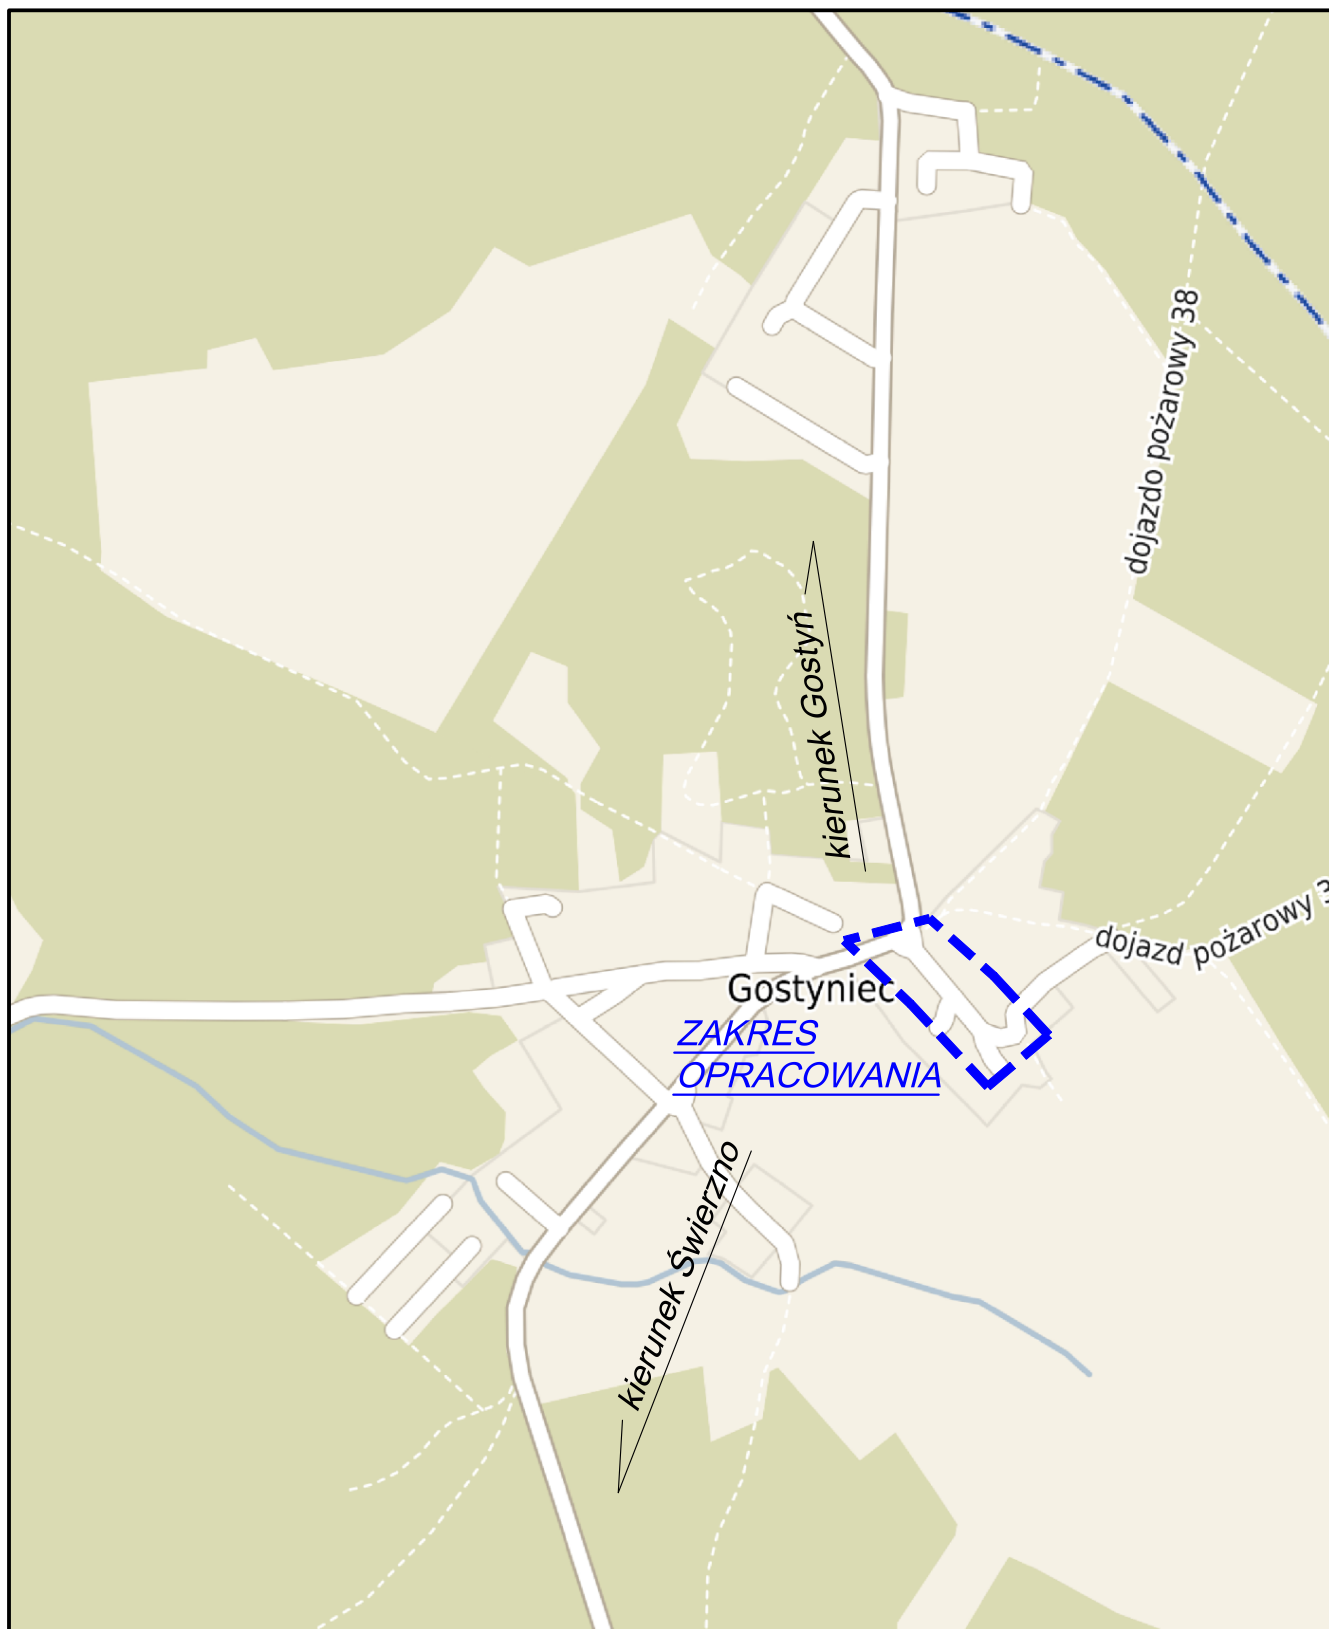 dojazdo pożarowy 38
kierunek Gostyń
dojazd pożarowy 3
Gostyniec
ZAKRES
OPRACOWANIA
kierunek Świerzno